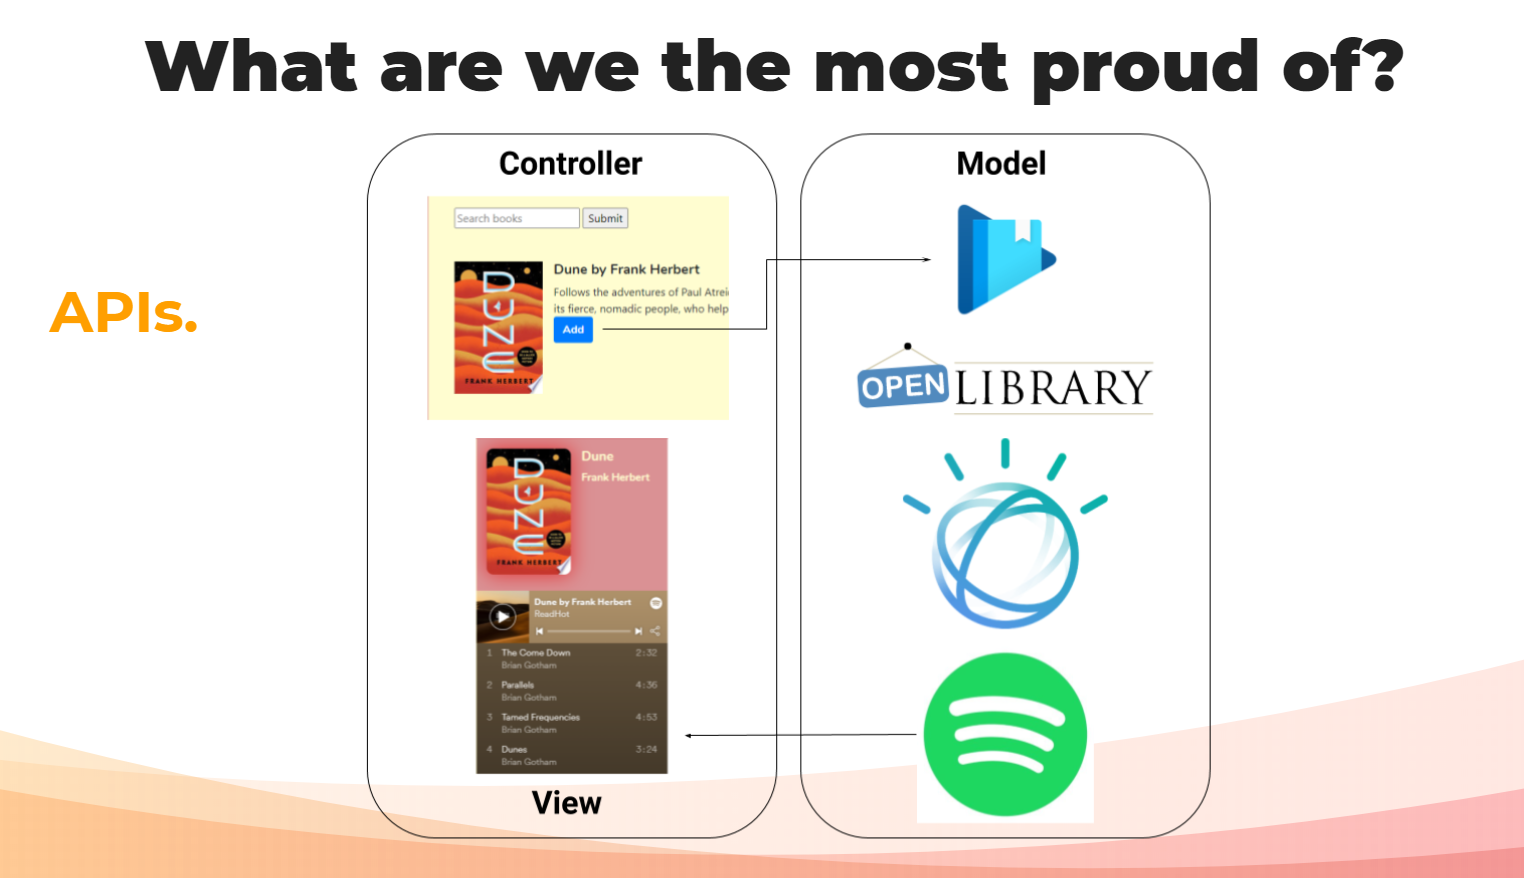 What are we the most proud of?
APIs.
Controller
Search books
Submit
DUNE
FRANK HERBERT
Dune by Frank Herbert
Follows the adventures of Paul Atrei
its fierce, nomadic people, who help
Add
DUNE
FRANK HERBERT
Dune
Frank Herbert
Dune by Frank Herbert
ReadHot
1 The Come Down 2:32
Brian Gotham
2 Parallels 4:36
Brian Gotham
3 Tamed Frequencies 4:53
Brian Gotham
4 Dunes 3:24
Brian Gotham
View
Model
OPEN LIBRARY